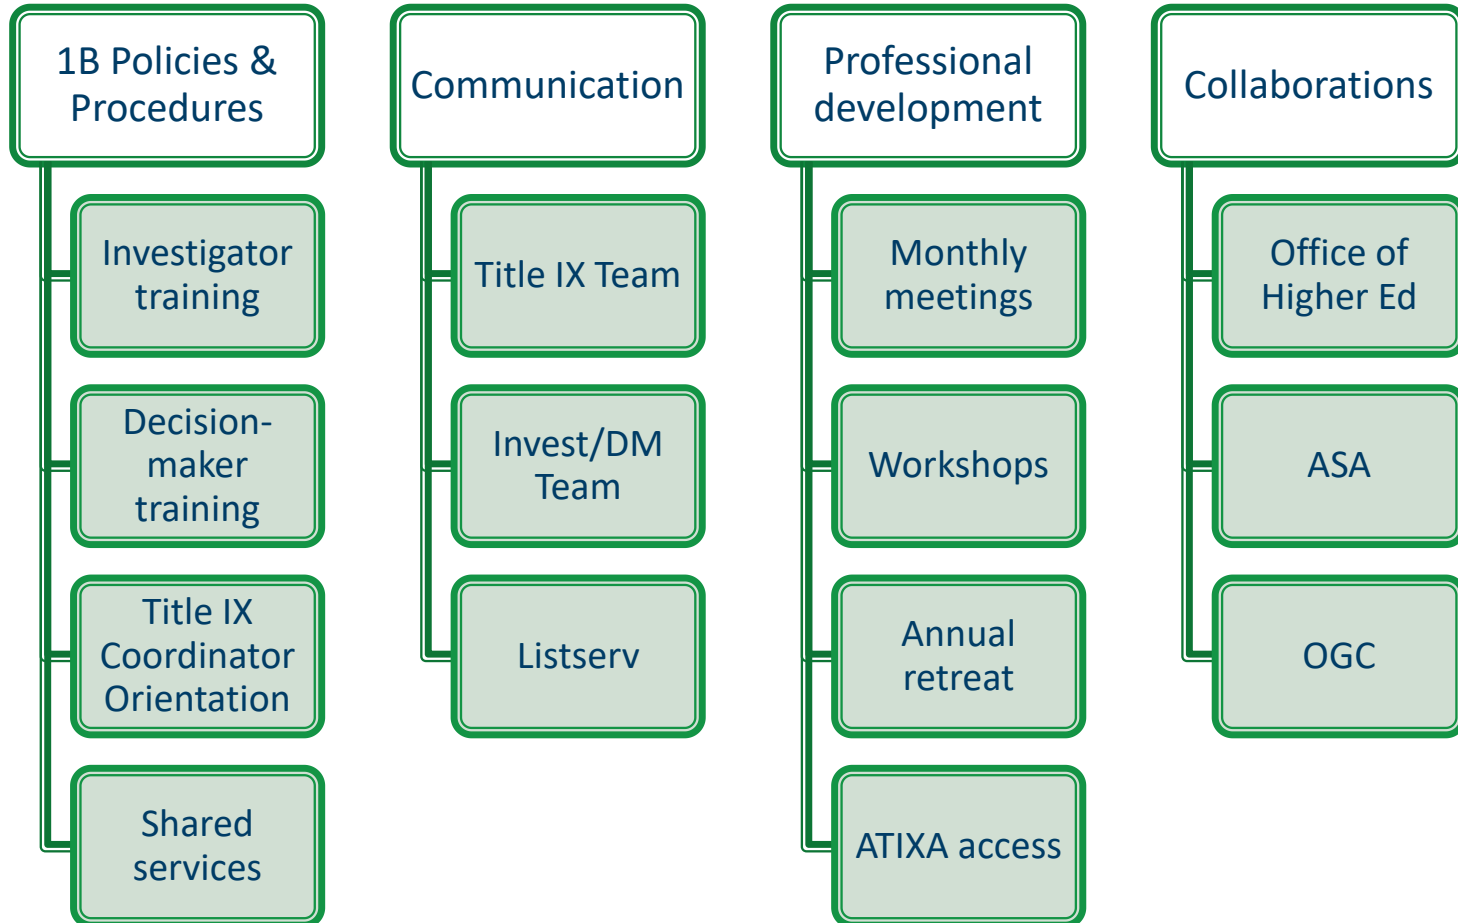 1B Policies &
Procedures
Investigator
training
Decision-
maker
training
Title IX
Coordinator
Orientation
Shared
services
Communication
Title IX Team
Invest/DM
Team
Listserv
Professional
development
Monthly
meetings
Workshops
Annual
retreat
ATIXA access
Collaborations
Office of
Higher Ed
ASA
OGC